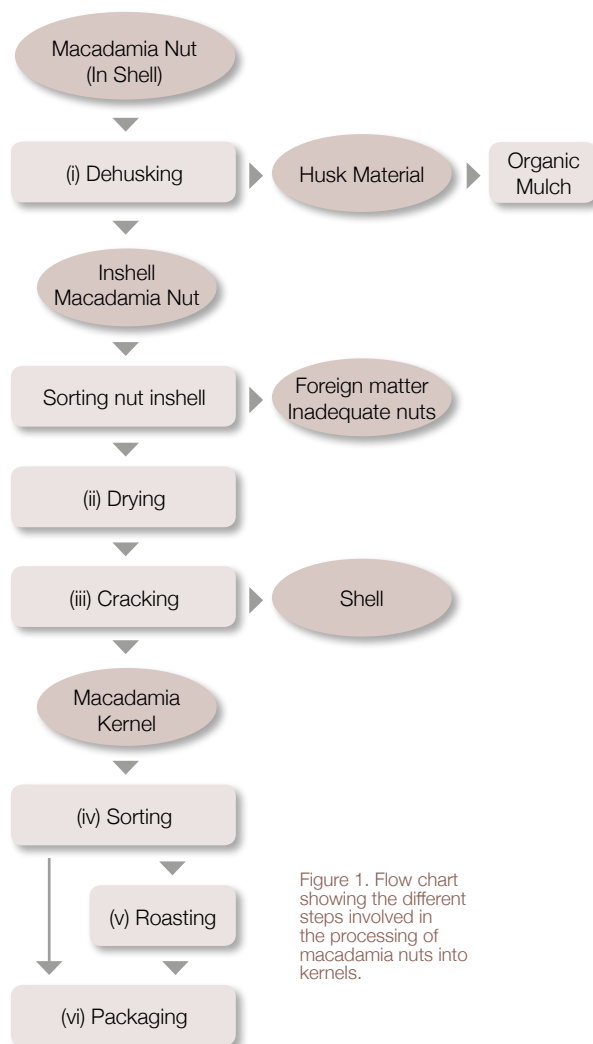 Macadamia Nut
(In Shell)
(i) Dehusking
Husk Material
Organic
Mulch
Inshell
Macadamia Nut
Sorting nut inshell
Foreign matter
Inadequate nuts
(ii) Drying
(iii) Cracking
Shell
Macadamia
Kernel
(iv) Sorting
(v) Roasting
(vi) Packaging
Figure 1. Flow chart
showing the different
steps involved in
the processing of
macadamia nuts into
kernels.